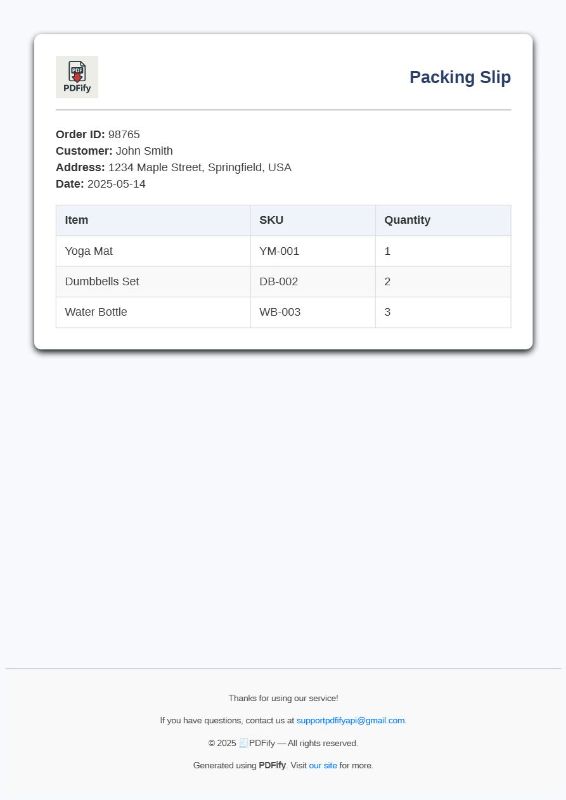 PDF
PDFify
Packing Slip
Order ID: 98765
Customer: John Smith
Address: 1234 Maple Street, Springfield, USA
Date: 2025-05-14
Item SKU Quantity
Yoga Mat YM-001 1
Dumbbells Set DB-002 2
Water Bottle WB-003 3
Thanks for using our service!
If you have questions, contact us at supportpdfifyapi@gmail.com.
© 2025 🧾PDFify — All rights reserved.
Generated using PDFify. Visit our site for more.